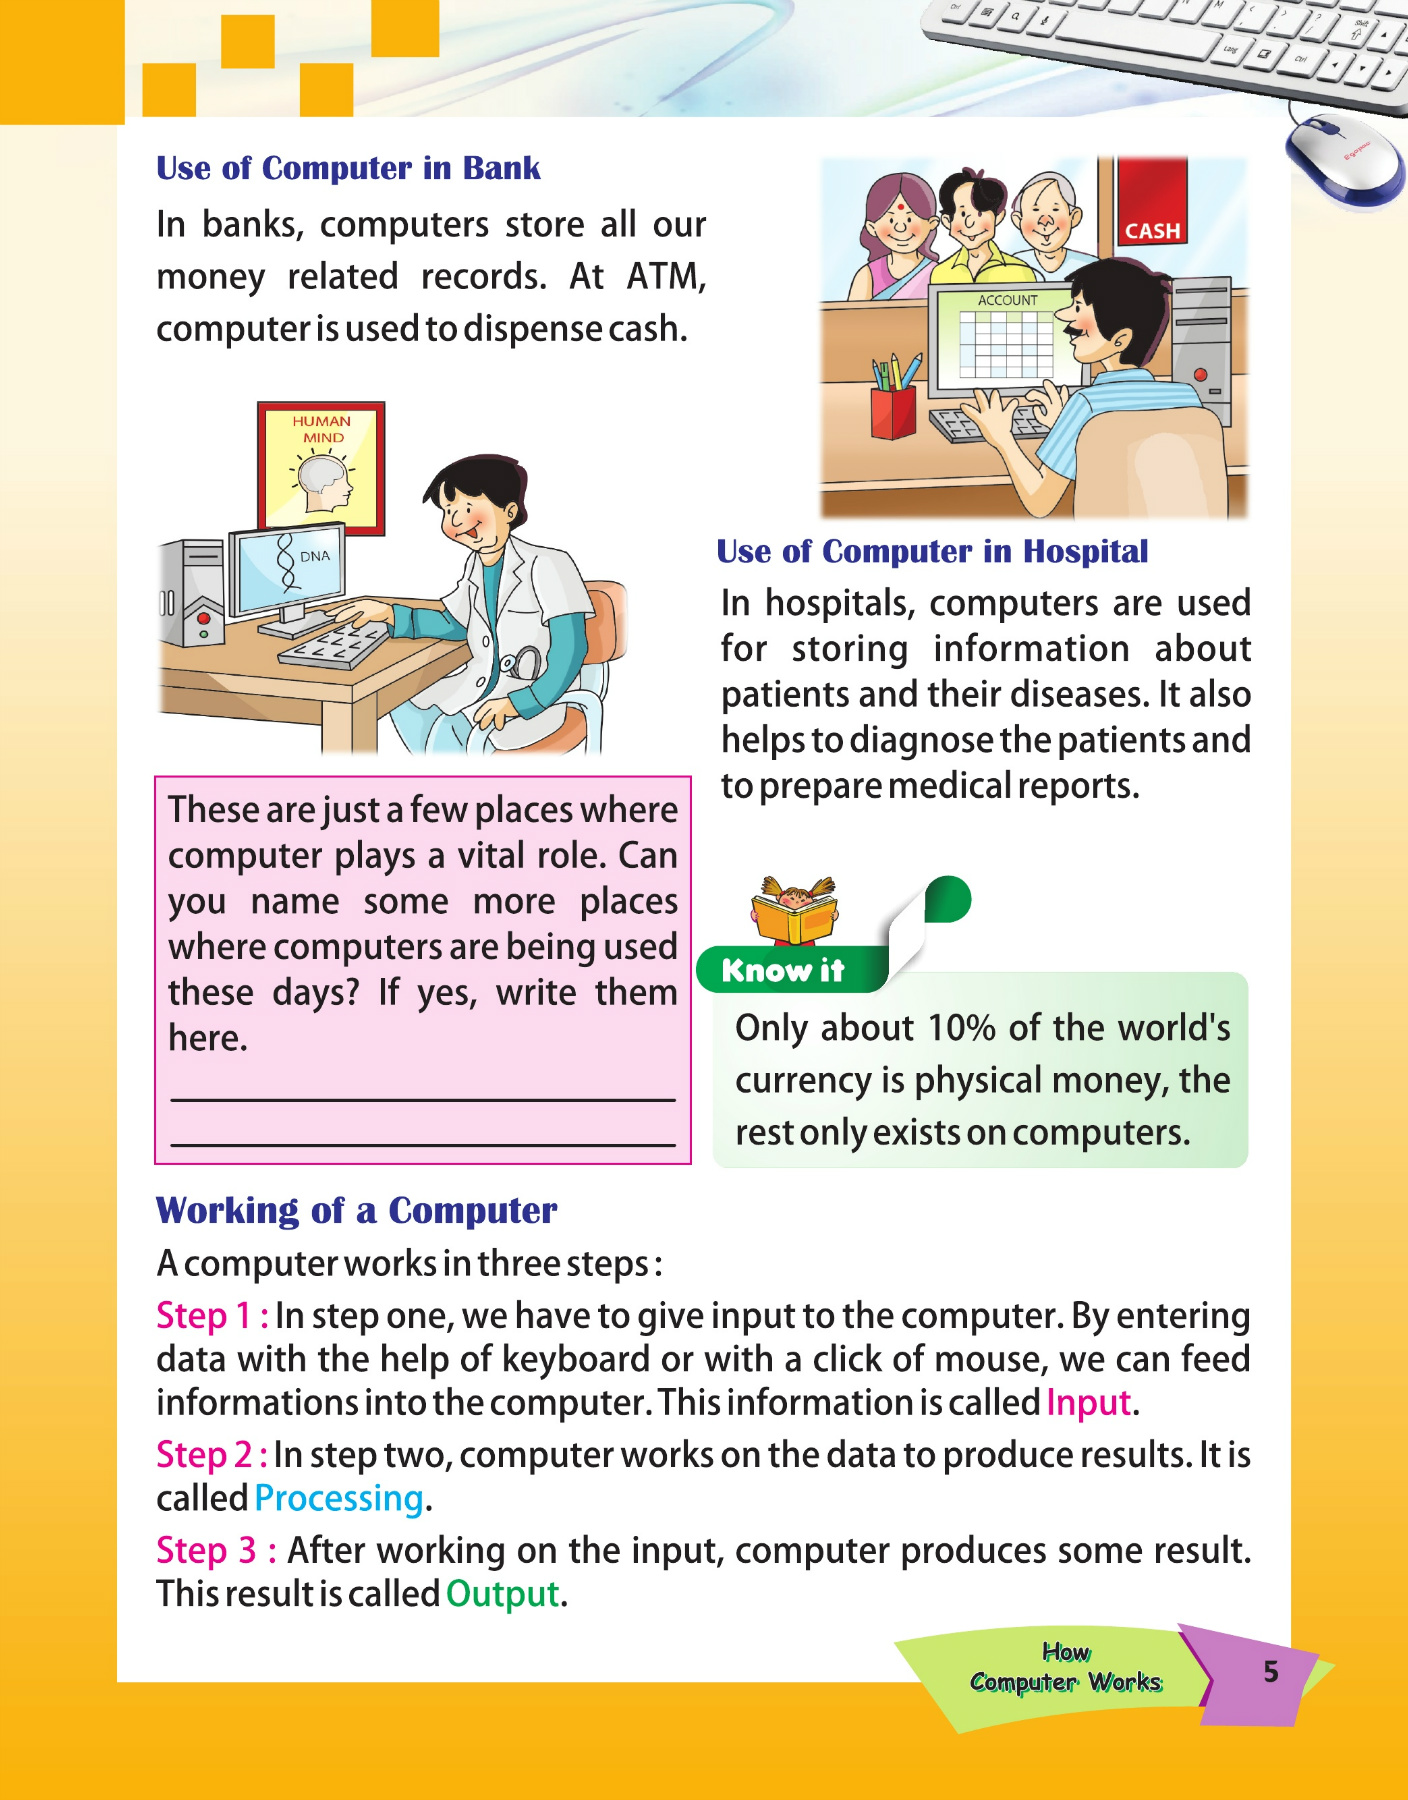 Use of Computer in Bank
In banks, computers store all our
money related records. At ATM,
computer is used to dispense cash.
CASH
ACCOUNT
HUMAN
MIND
DNA
Use of Computer in Hospital
In hospitals, computers are used
for storing information about
patients and their diseases. It also
helps to diagnose the patients and
to prepare medical reports.
These are just a few places where
computer plays a vital role. Can
you name some more places
where computers are being used
these days? If yes, write them
here.
Know it
Only about 10% of the world's
currency is physical money, the
rest only exists on computers.
Working of a Computer
A computer works in three steps :
Step 1 : In step one, we have to give input to the computer. By entering
data with the help of keyboard or with a click of mouse, we can feed
informations into the computer. This information is called Input.
Step 2 : In step two, computer works on the data to produce results. It is
called Processing.
Step 3 : After working on the input, computer produces some result.
This result is called Output.
How
Computer Works
5